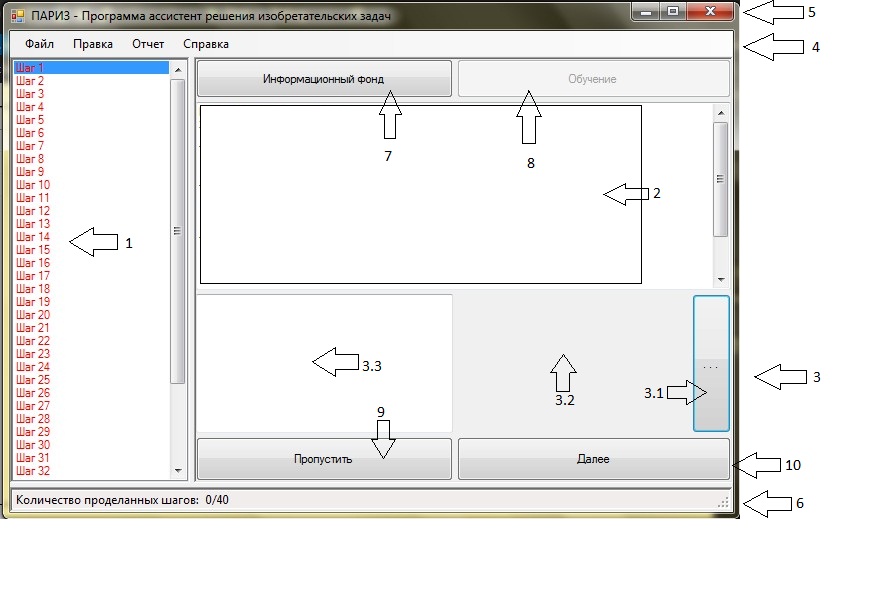 ПАРИЗ - Программа ассистент решения изобретательских задач
5
Файл Правка Отчет Справка
4
Шаг 1
Шаг 2
Шаг 3
Шаг 4
Шаг 5
Шаг 6
Шаг 7
Шаг 8
Шаг 9
Шаг 10
Шаг 11
Шаг 12
Шаг 13
Шаг 14
Шаг 15
Шаг 16
Шаг 17
Шаг 18
Шаг 19
Шаг 20
Шаг 21
Шаг 22
Шаг 23
Шаг 24
Шаг 25
Шаг 26
Шаг 27
Шаг 28
Шаг 29
Шаг 30
Шаг 31
Шаг 32
1
Информационный фонд
Обучение
7
8
2
3.3
3.2
3.1
...
3
9
Пропустить
Далее
10
Количество проделанных шагов: 0/40
6